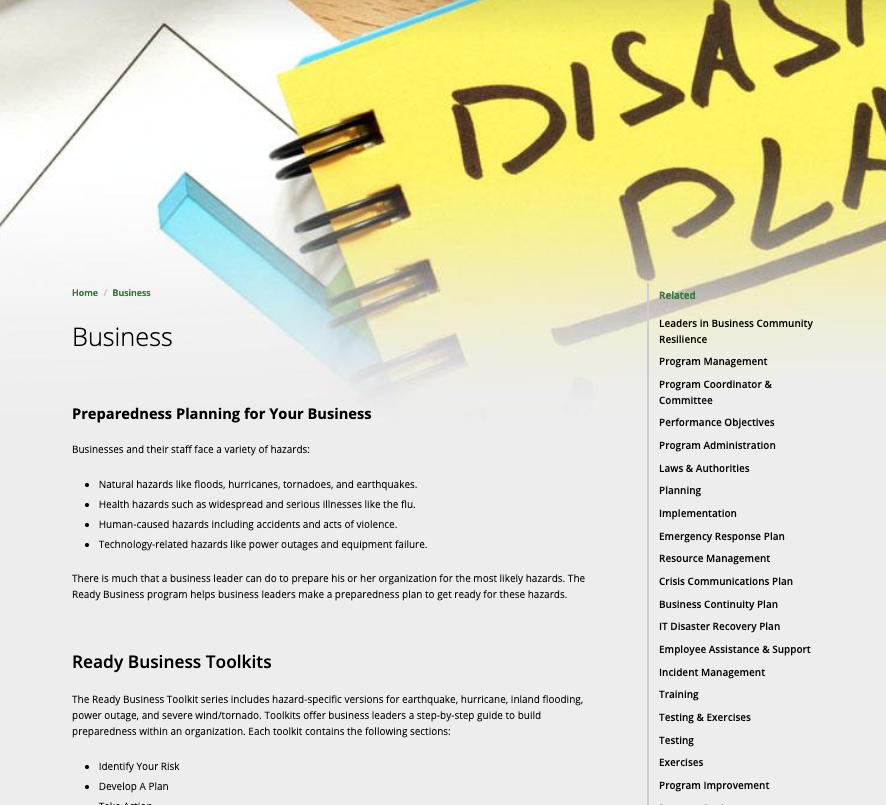 DISAS
PLA
Home / Business
Business
Preparedness Planning for Your Business
Businesses and their staff face a variety of hazards:
• Natural hazards like floods, hurricanes, tornadoes, and earthquakes.
• Health hazards such as widespread and serious illnesses like the flu.
• Human-caused hazards including accidents and acts of violence.
• Technology-related hazards like power outages and equipment failure.
There is much that a business leader can do to prepare his or her organization for the most likely hazards. The
Ready Business program helps business leaders make a preparedness plan to get ready for these hazards.
Ready Business Toolkits
The Ready Business Toolkit series includes hazard-specific versions for earthquake, hurricane, inland flooding,
power outage, and severe wind/tornado. Toolkits offer business leaders a step-by-step guide to build
preparedness within an organization. Each toolkit contains the following sections:
• Identify Your Risk
• Develop A Plan
Related
Leaders in Business Community
Resilience
Program Management
Program Coordinator &
Committee
Performance Objectives
Program Administration
Laws & Authorities
Planning
Implementation
Emergency Response Plan
Resource Management
Crisis Communications Plan
Business Continuity Plan
IT Disaster Recovery Plan
Employee Assistance & Support
Incident Management
Training
Testing & Exercises
Testing
Exercises
Program Improvement